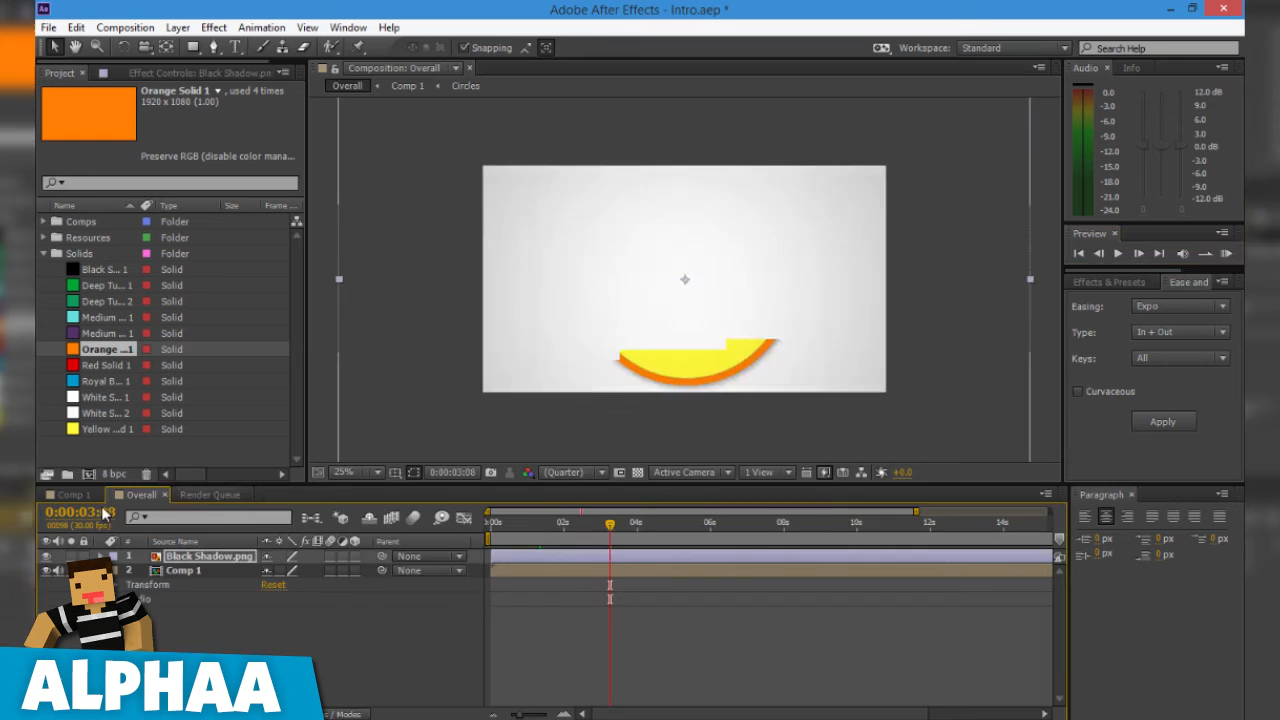 Adobe After Effects - Intro.aep *
File Edit Composition Layer Effect Animation View Window Help
Snapping
Workspace: Standard
Search Help
Project Effect Controls: Black Shadow.pn
Composition: Overall
Audio Info
Orange Solid 1 , used 4 times
1920 x 1080 (1.00)
Overall Comp 1 Circles
0.0 12.0 dB
-3.0 9.0
-6.0 6.0
-9.0 3.0
-12.0 0.0 dB
-15.0 -3.0
-18.0 -6.0
-21.0 -9.0
-24.0 -12.0 dB
Preserve RGB (disable color mana...
Name Type Size Frame ...
Comps Folder
Resources Folder
Solids Folder
Black S... 1 Solid
Deep Tu... 1 Solid
Deep Tu... 2 Solid
Medium ... 1 Solid
Medium ... 1 Solid
Orange ...1 Solid
Red Solid 1 Solid
Royal B... 1 Solid
White S... 1 Solid
White S... 2 Solid
Yellow ...d 1 Solid
8 bpc
Preview
Effects & Presets Ease and
Easing: Expo
Type: In + Out
Keys: All
Curvaceous
Apply
25% 0:00:03:08 (Quarter) Active Camera 1 View +0.0
Comp 1 Overall Render Queue
Paragraph
00098 (30.00 fps)
:00s 02s 04s 06s 08s 10s 12s 14s
0 px 0 px 0 px
0 px 0 px
# Source Name Parent
1 Black Shadow.png None
2 Comp 1 None
Transform Reset
/ Modes
ALPHAA